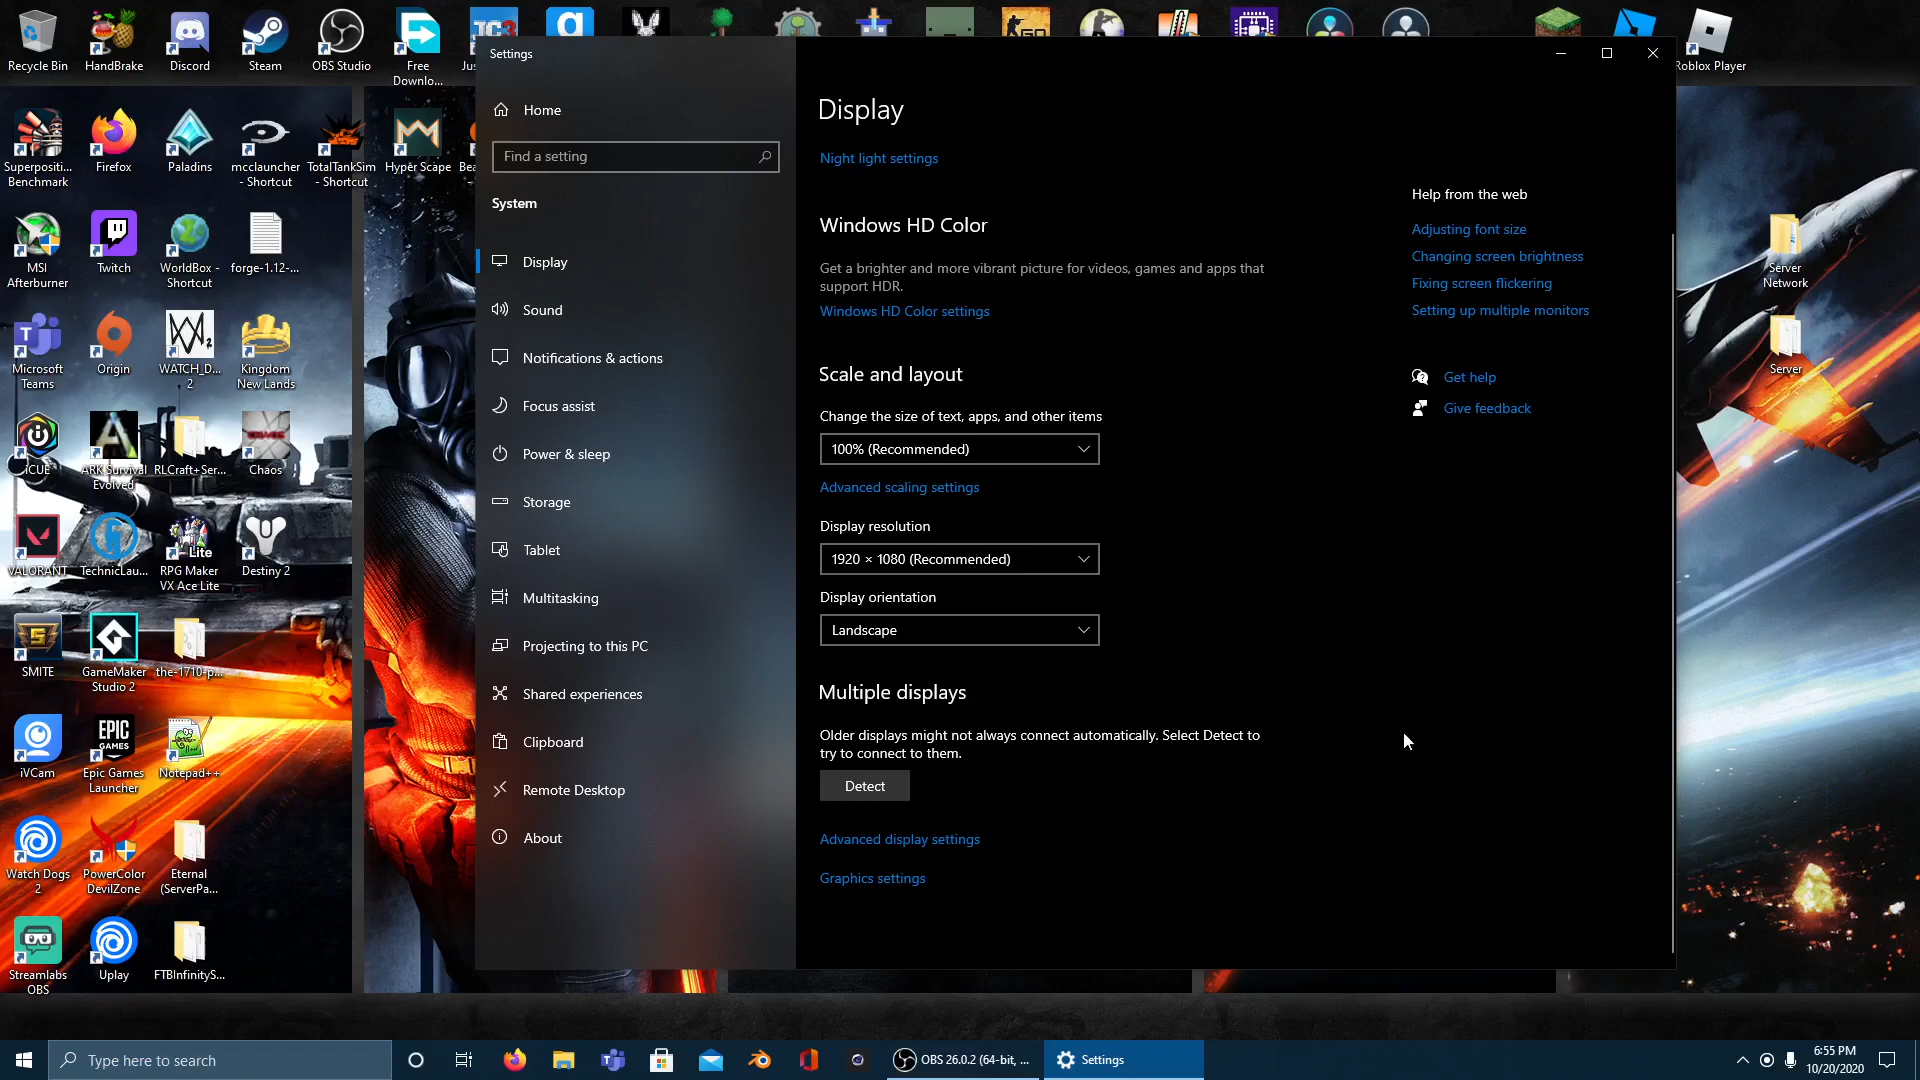 Recycle Bin
HandBrake
Discord
Steam
OBS Studio
Free
Downlo...
TC3
GO
Roblox Player
Superpositi...
Benchmark
Firefox
Paladins
mcclauncher
- Shortcut
TotalTankSim
- Shortcut
Hyper Scape
MSI
Afterburner
Twitch
WorldBox -
Shortcut
forge-1.12-...
Microsoft
Teams
Origin
WATCH_D...
2
Kingdom
New Lands
iCUE
ARK Survival
Evolved
RLCraft+Ser...
Chaos
VALORANT
TechnicLau...
Lite
RPG Maker
VX Ace Lite
Destiny 2
SMITE
GameMaker
Studio 2
the-1710-p...
iVCam
EPIC
GAMES
Epic Games
Launcher
Notepad++
Watch Dogs
2
PowerColor
DevilZone
Eternal
(ServerPa...
Streamlabs
OBS
Uplay
FTBInfinityS...
Server
Network
Server
Settings
Home
Find a setting
System
Display
Sound
Notifications & actions
Focus assist
Power & sleep
Storage
Tablet
Multitasking
Projecting to this PC
Shared experiences
Clipboard
Remote Desktop
About
Display
Night light settings
Windows HD Color
Get a brighter and more vibrant picture for videos, games and apps that
support HDR.
Windows HD Color settings
Scale and layout
Change the size of text, apps, and other items
100% (Recommended)
Advanced scaling settings
Display resolution
1920 × 1080 (Recommended)
Display orientation
Landscape
Multiple displays
Older displays might not always connect automatically. Select Detect to
try to connect to them.
Detect
Advanced display settings
Graphics settings
Help from the web
Adjusting font size
Changing screen brightness
Fixing screen flickering
Setting up multiple monitors
Get help
Give feedback
Type here to search
OBS 26.0.2 (64-bit, ...
Settings
6:55 PM
10/20/2020